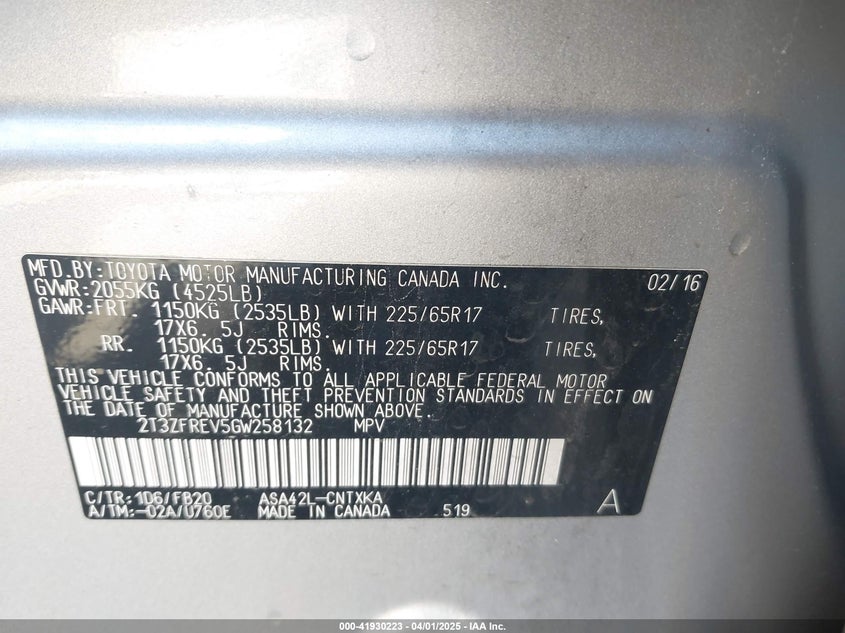 MFD.BY:TOYOTA MOTOR MANUFACTURING CANADA INC. 02/16
GVWR:2055KG (4525LB)
GAWR:FRT. 1150KG (2535LB) WITH 225/65R17 TIRES,
17X6. 5J RIMS.
RR. 1150KG (2535LB) WITH 225/65R17 TIRES,
17X6. 5J RIMS.
THIS VEHICLE CONFORMS TO ALL APPLICABLE FEDERAL MOTOR
VEHICLE SAFETY AND THEFT PREVENTION STANDARDS IN EFFECT ON
THE DATE OF MANUFACTURE SHOWN ABOVE.
2T3ZFREV5GW258132 MPV
C/TR:1D6/FB20 ASA42L-CNTXKA
A/TM:-02A/U760E MADE IN CANADA 519 A
000-41930223 - 04/01/2025 - IAA Inc.